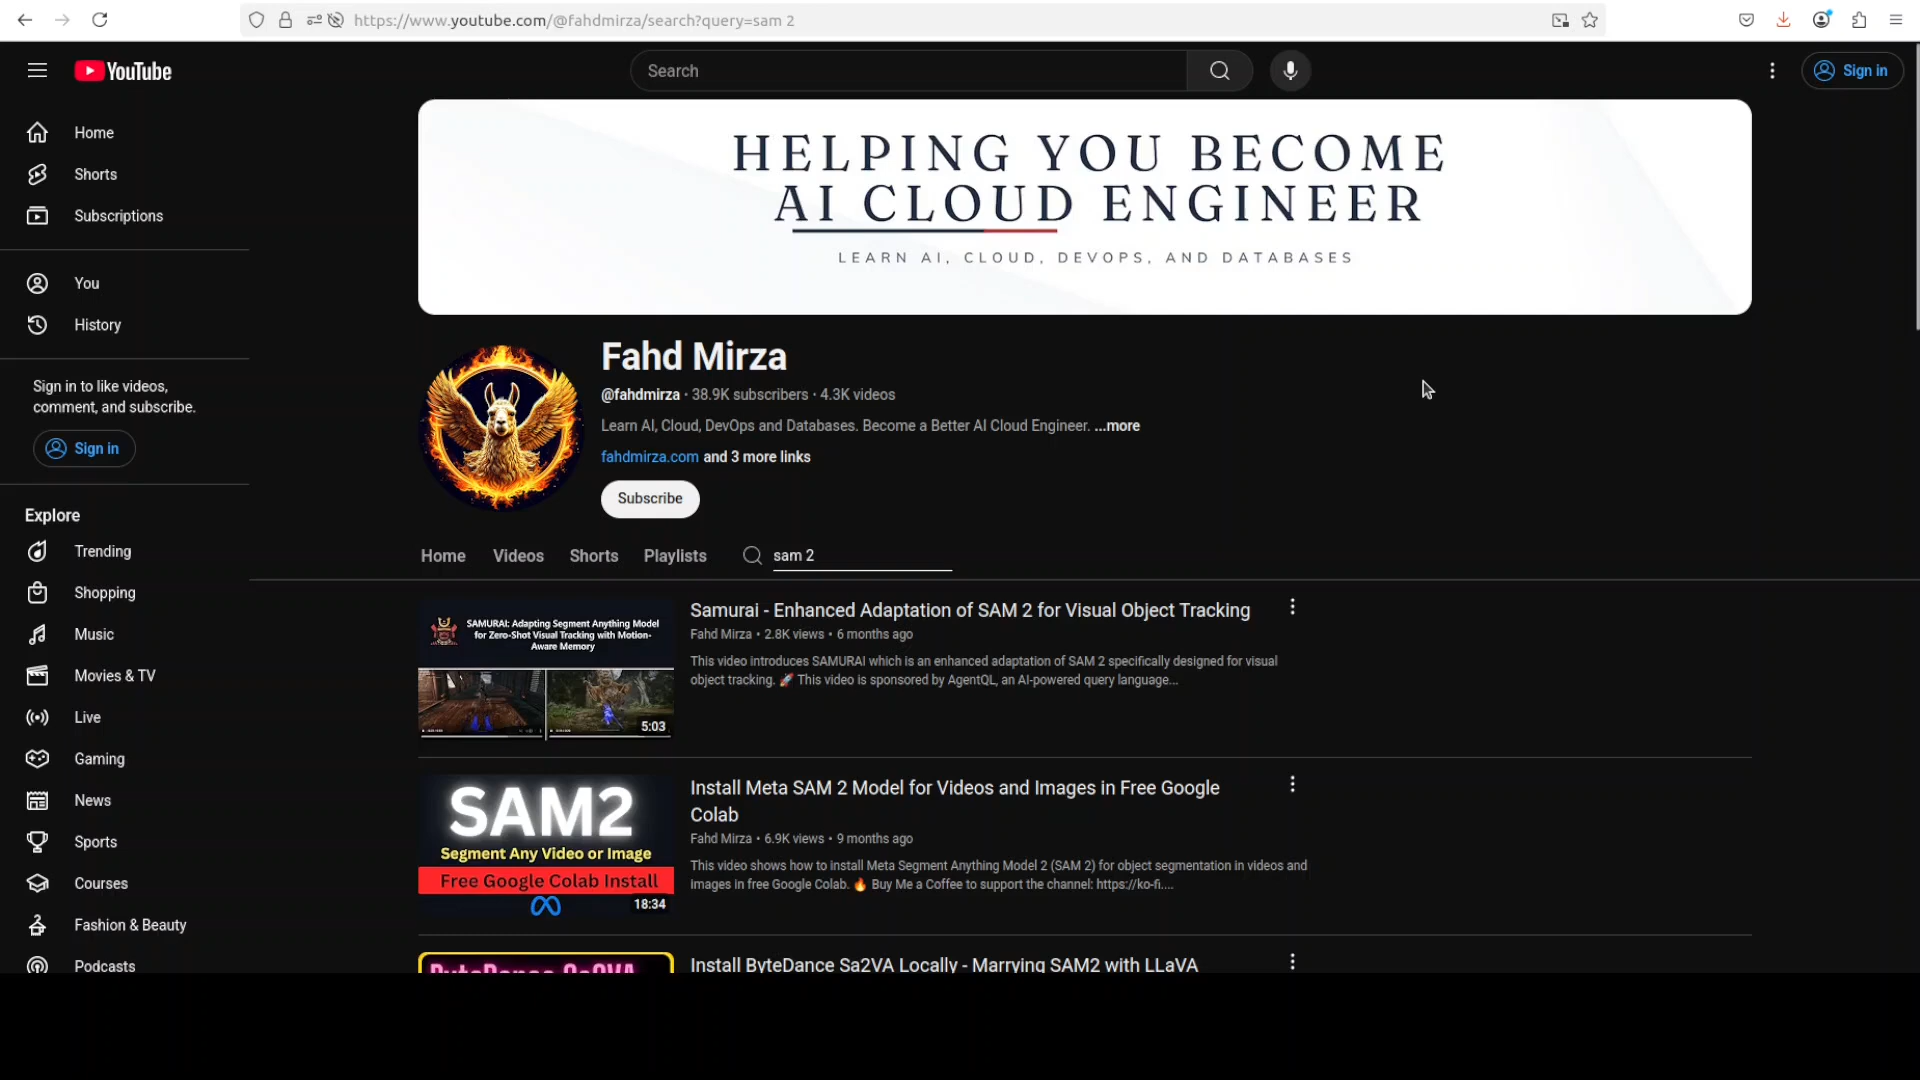 https://www.youtube.com/@fahdmirza/search?query=sam 2
YouTube
Search
Sign in
Home
Shorts
Subscriptions
You
History
Sign in to like videos,
comment, and subscribe.
Sign in
Explore
Trending
Shopping
Music
Movies & TV
Live
Gaming
News
Sports
Courses
Fashion & Beauty
Podcasts
HELPING YOU BECOME
AI CLOUD ENGINEER
LEARN AI, CLOUD, DEVOPS, AND DATABASES
Fahd Mirza
@fahdmirza · 38.9K subscribers · 4.3K videos
Learn AI, Cloud, DevOps and Databases. Become a Better AI Cloud Engineer. ...more
fahdmirza.com and 3 more links
Subscribe
Home Videos Shorts Playlists sam 2
SAMURAI: Adapting Segment Anything Model
for Zero-Shot Visual Tracking with Motion-
Aware Memory
5:03
Samurai - Enhanced Adaptation of SAM 2 for Visual Object Tracking
Fahd Mirza • 2.8K views • 6 months ago
This video introduces SAMURAI which is an enhanced adaptation of SAM 2 specifically designed for visual
object tracking. 🚀 This video is sponsored by AgentQL, an AI-powered query language...
SAM2
Segment Any Video or Image
Free Google Colab Install
18:34
Install Meta SAM 2 Model for Videos and Images in Free Google
Colab
Fahd Mirza • 6.9K views • 9 months ago
This video shows how to install Meta Segment Anything Model 2 (SAM 2) for object segmentation in videos and
Images in free Google Colab. 🔥 Buy Me a Coffee to support the channel: https://ko-fi....
ByteDance Sa2VA
Install ByteDance Sa2VA Locally - Marrying SAM2 with LLaVA